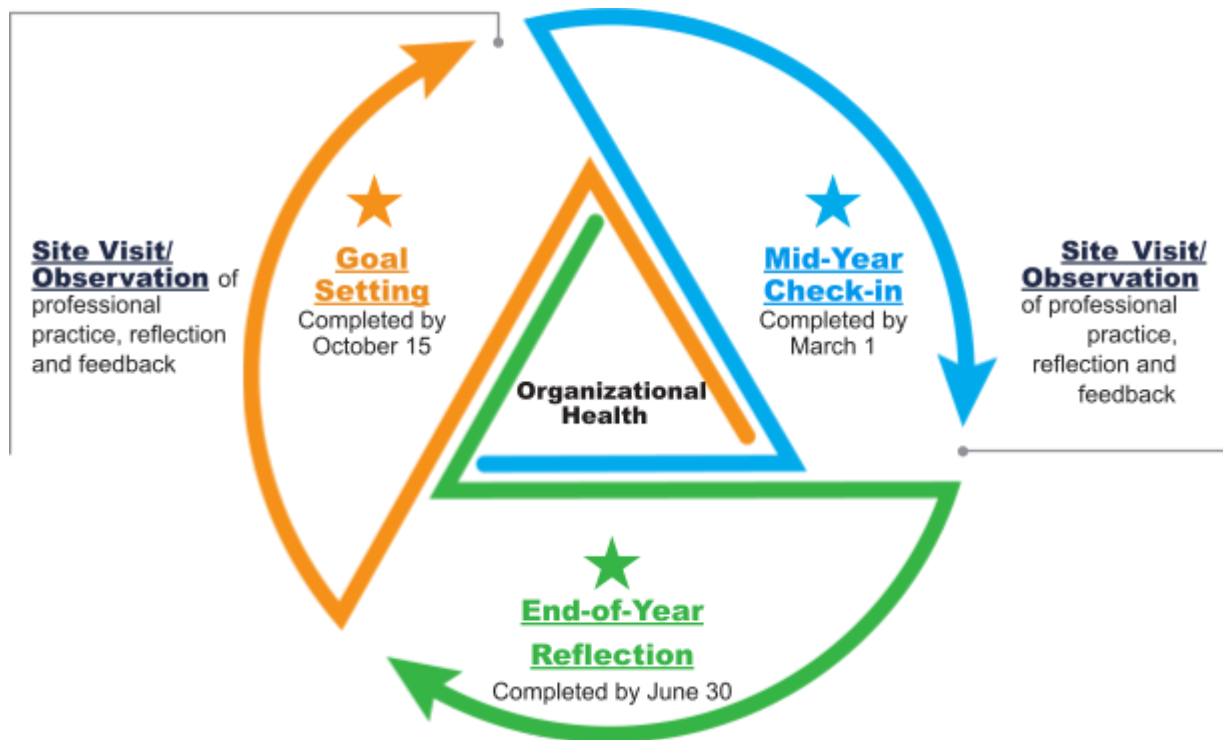 Site Visit/
Observation of
professional
practice, reflection
and feedback
Goal
Setting
Completed by
October 15
Mid-Year
Check-in
Completed by
March 1
Site Visit/
Observation
of professional
practice,
reflection and
feedback
Organizational
Health
End-of-Year
Reflection
Completed by June 30